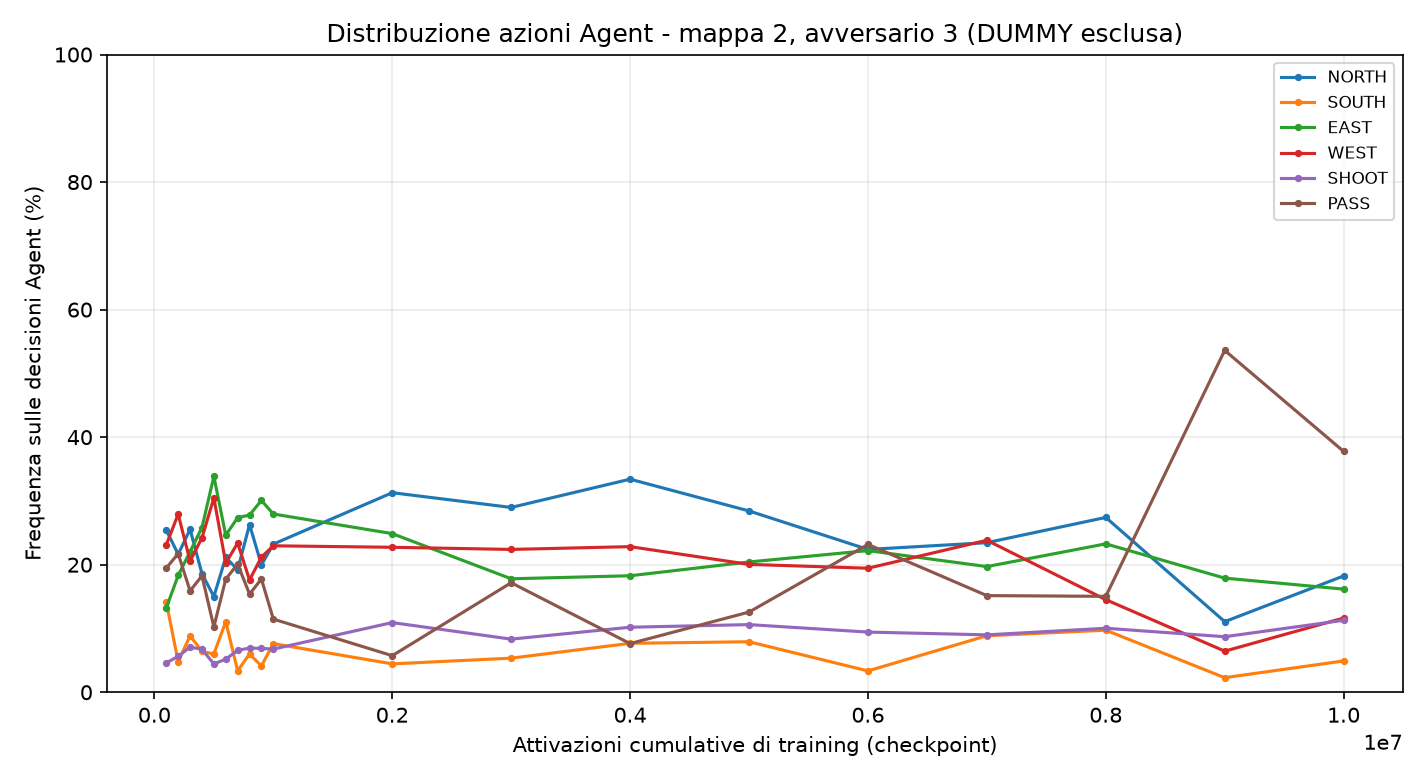 Distribuzione azioni Agent - mappa 2, avversario 3 (DUMMY esclusa)
100
80
60
40
20
0
Frequenza sulle decisioni Agent (%)
NORTH
SOUTH
EAST
WEST
SHOOT
PASS
0.0 0.2 0.4 0.6 0.8 1.0
1e7
Attivazioni cumulative di training (checkpoint)